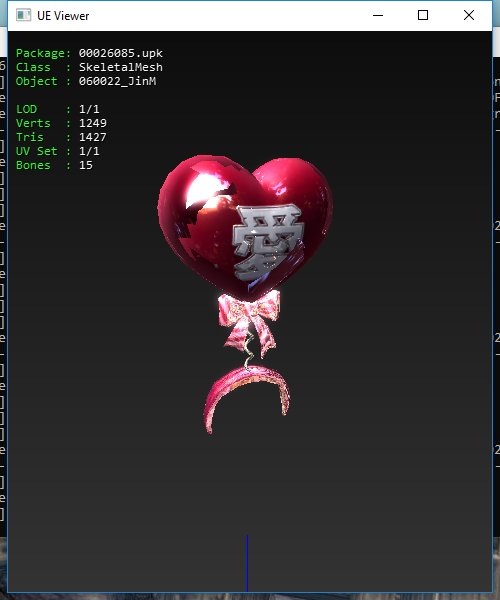 UE Viewer
Package: 00026085.upk
Class : SkeletalMesh
Object : 060022_JinM
LOD : 1/1
Verts : 1249
Tris : 1427
UV Set : 1/1
Bones : 15
愛